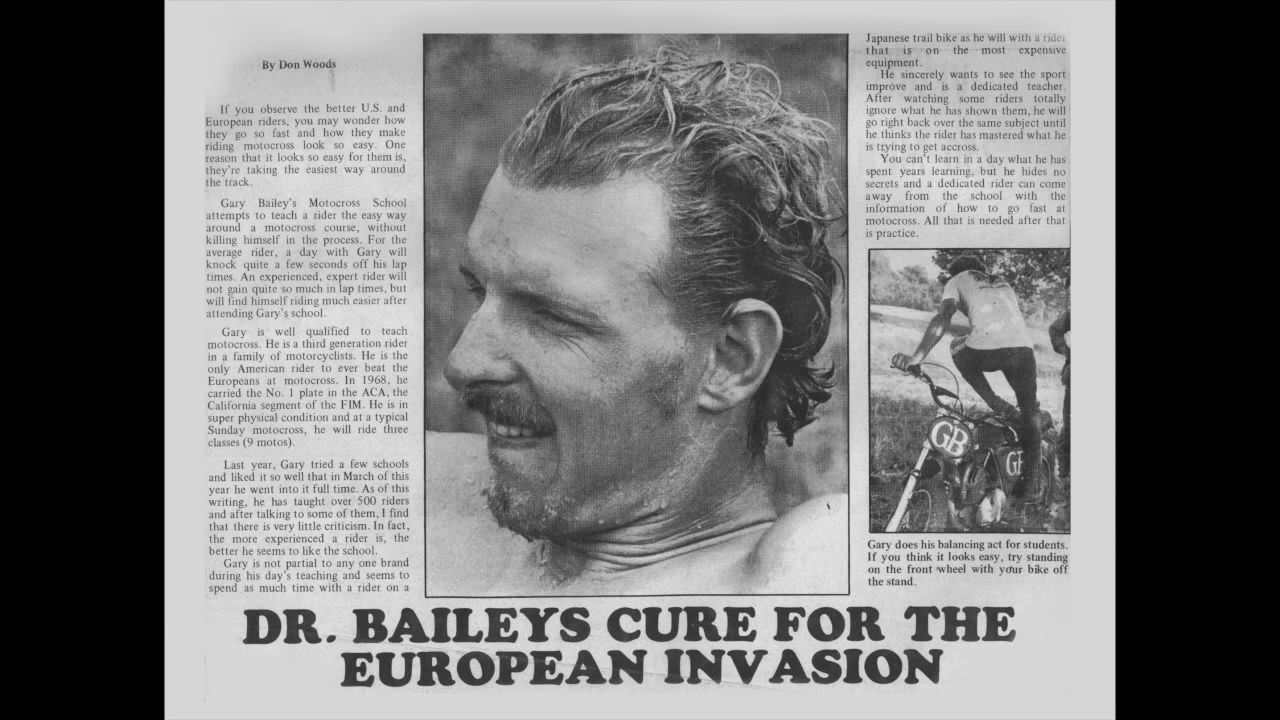 By Don Woods
If you observe the better U.S. and
European riders, you may wonder how
they go so fast and how they make
riding motocross look so easy. One
reason that it looks so easy for them is,
they're taking the easiest way around
the track.
Gary Bailey's Motocross School
attempts to teach a rider the easy way
around a motocross course, without
killing himself in the process. For the
average rider, a day with Gary will
knock quite a few seconds off his lap
times. An experienced, expert rider will
not gain quite so much in lap times, but
will find himself riding much easier after
attending Gary's school.
Gary is well qualified to teach
motocross. He is a third generation rider
in a family of motorcyclists. He is the
only American rider to ever beat the
Europeans at motocross. In 1968, he
carried the No. 1 plate in the ACA, the
California segment of the FIM. He is in
super physical condition and at a typical
Sunday motocross, he will ride three
classes (9 motos).
Last year, Gary tried a few schools
and liked it so well that in March of this
year he went into it full time. As of this
writing, he has taught over 500 riders
and after talking to some of them, I find
that there is very little criticism. In fact,
the more experienced a rider is, the
better he seems to like the school.
Gary is not partial to any one brand
during his day's teaching and seems to
spend as much time with a rider on a
Japanese trail bike as he will with a rider
that is on the most expensive
equipment.
He sincerely wants to see the sport
improve and is a dedicated teacher.
After watching some riders totally
ignore what he has shown them, he will
go right back over the same subject until
he thinks the rider has mastered what he
is trying to get accross.
You can't learn in a day what he has
spent years learning, but he hides no
secrets and a dedicated rider can come
away from the school with the
information of how to go fast at
motocross. All that is needed after that
is practice.
GB
GB
Gary does his balancing act for students.
If you think it looks easy, try standing
on the front wheel with your bike off
the stand.
DR. BAILEYS CURE FOR THE
EUROPEAN INVASION